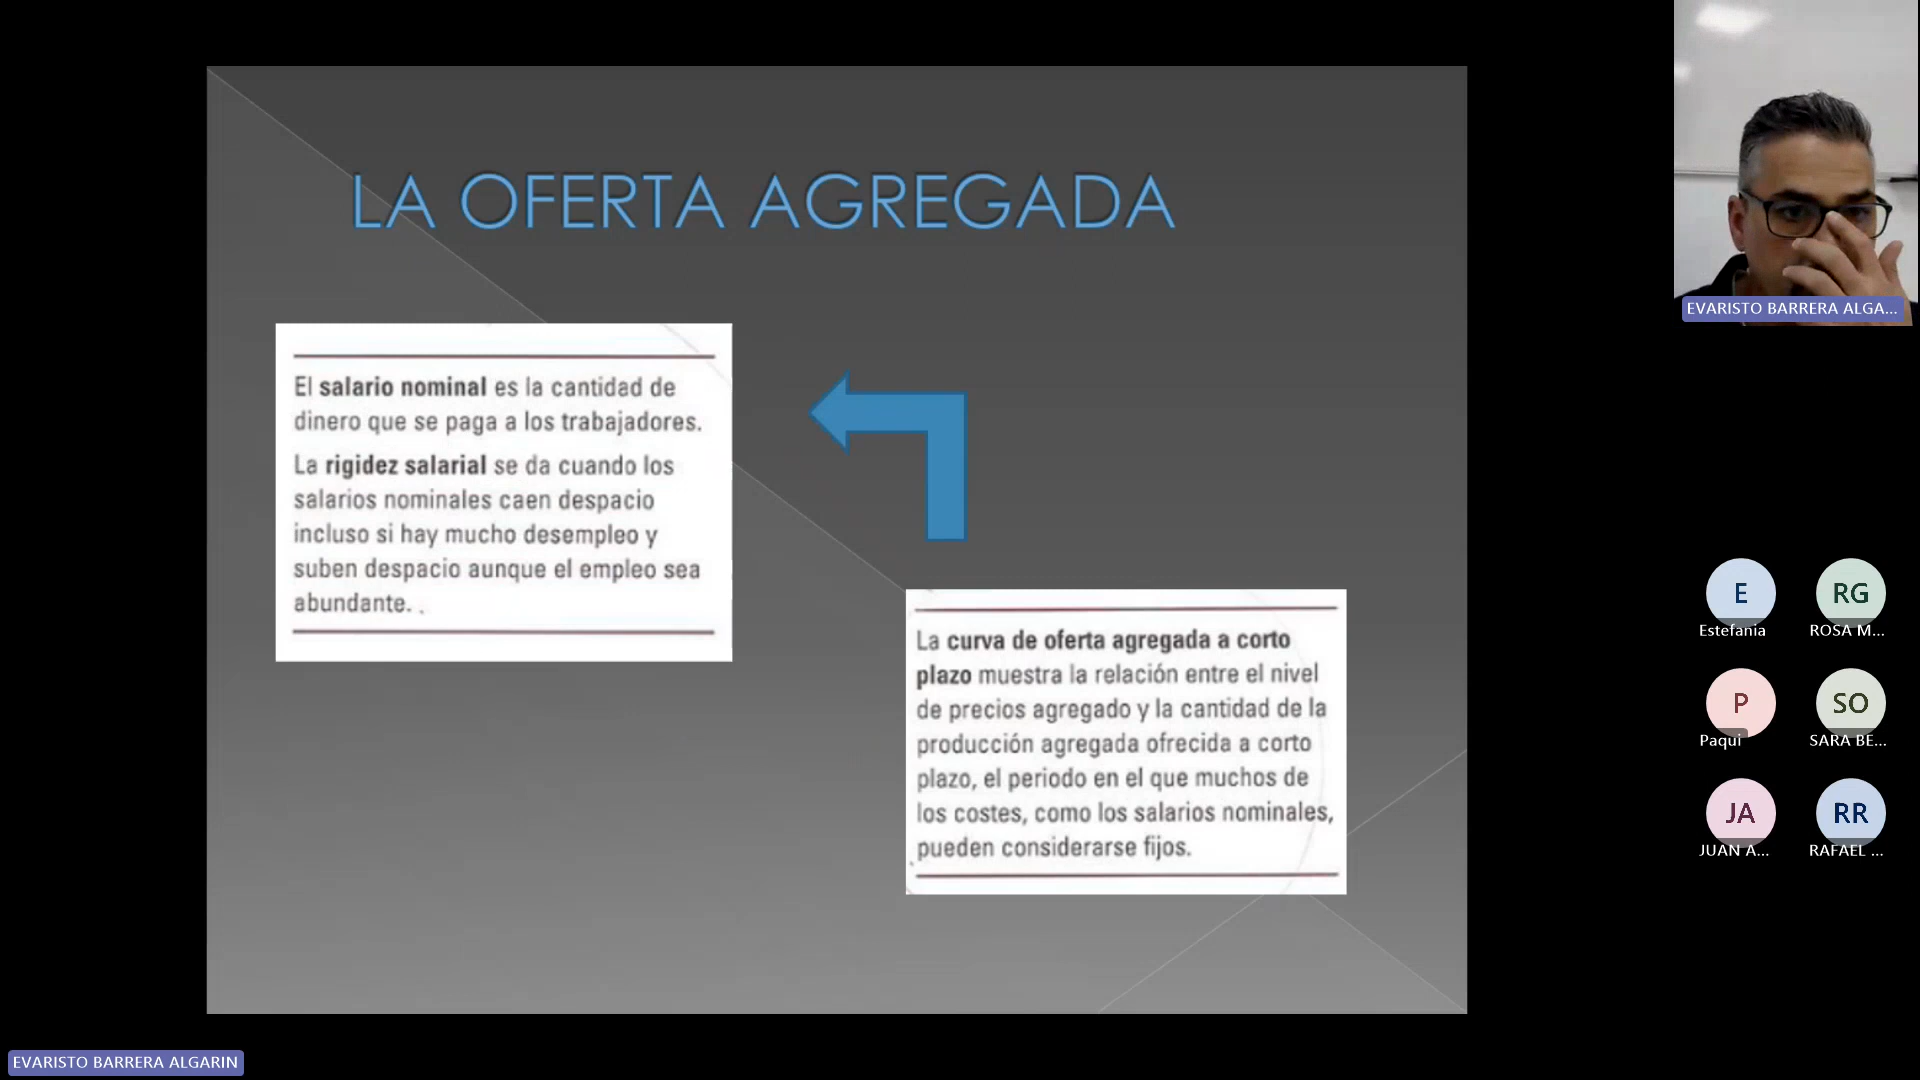 LA OFERTA AGREGADA
El salario nominal es la cantidad de
dinero que se paga a los trabajadores.
La rigidez salarial se da cuando los
salarios nominales caen despacio
incluso si hay mucho desempleo y
suben despacio aunque el empleo sea
abundante.
La curva de oferta agregada a corto
plazo muestra la relación entre el nivel
de precios agregado y la cantidad de la
producción agregada ofrecida a corto
plazo, el periodo en el que muchos de
los costes, como los salarios nominales,
pueden considerarse fijos.
EVARISTO BARRERA ALGA...
E
Estefania
RG
ROSA M...
P
Paqui
SO
SARA BE...
JA
JUAN A...
RR
RAFAEL ...
EVARISTO BARRERA ALGARIN